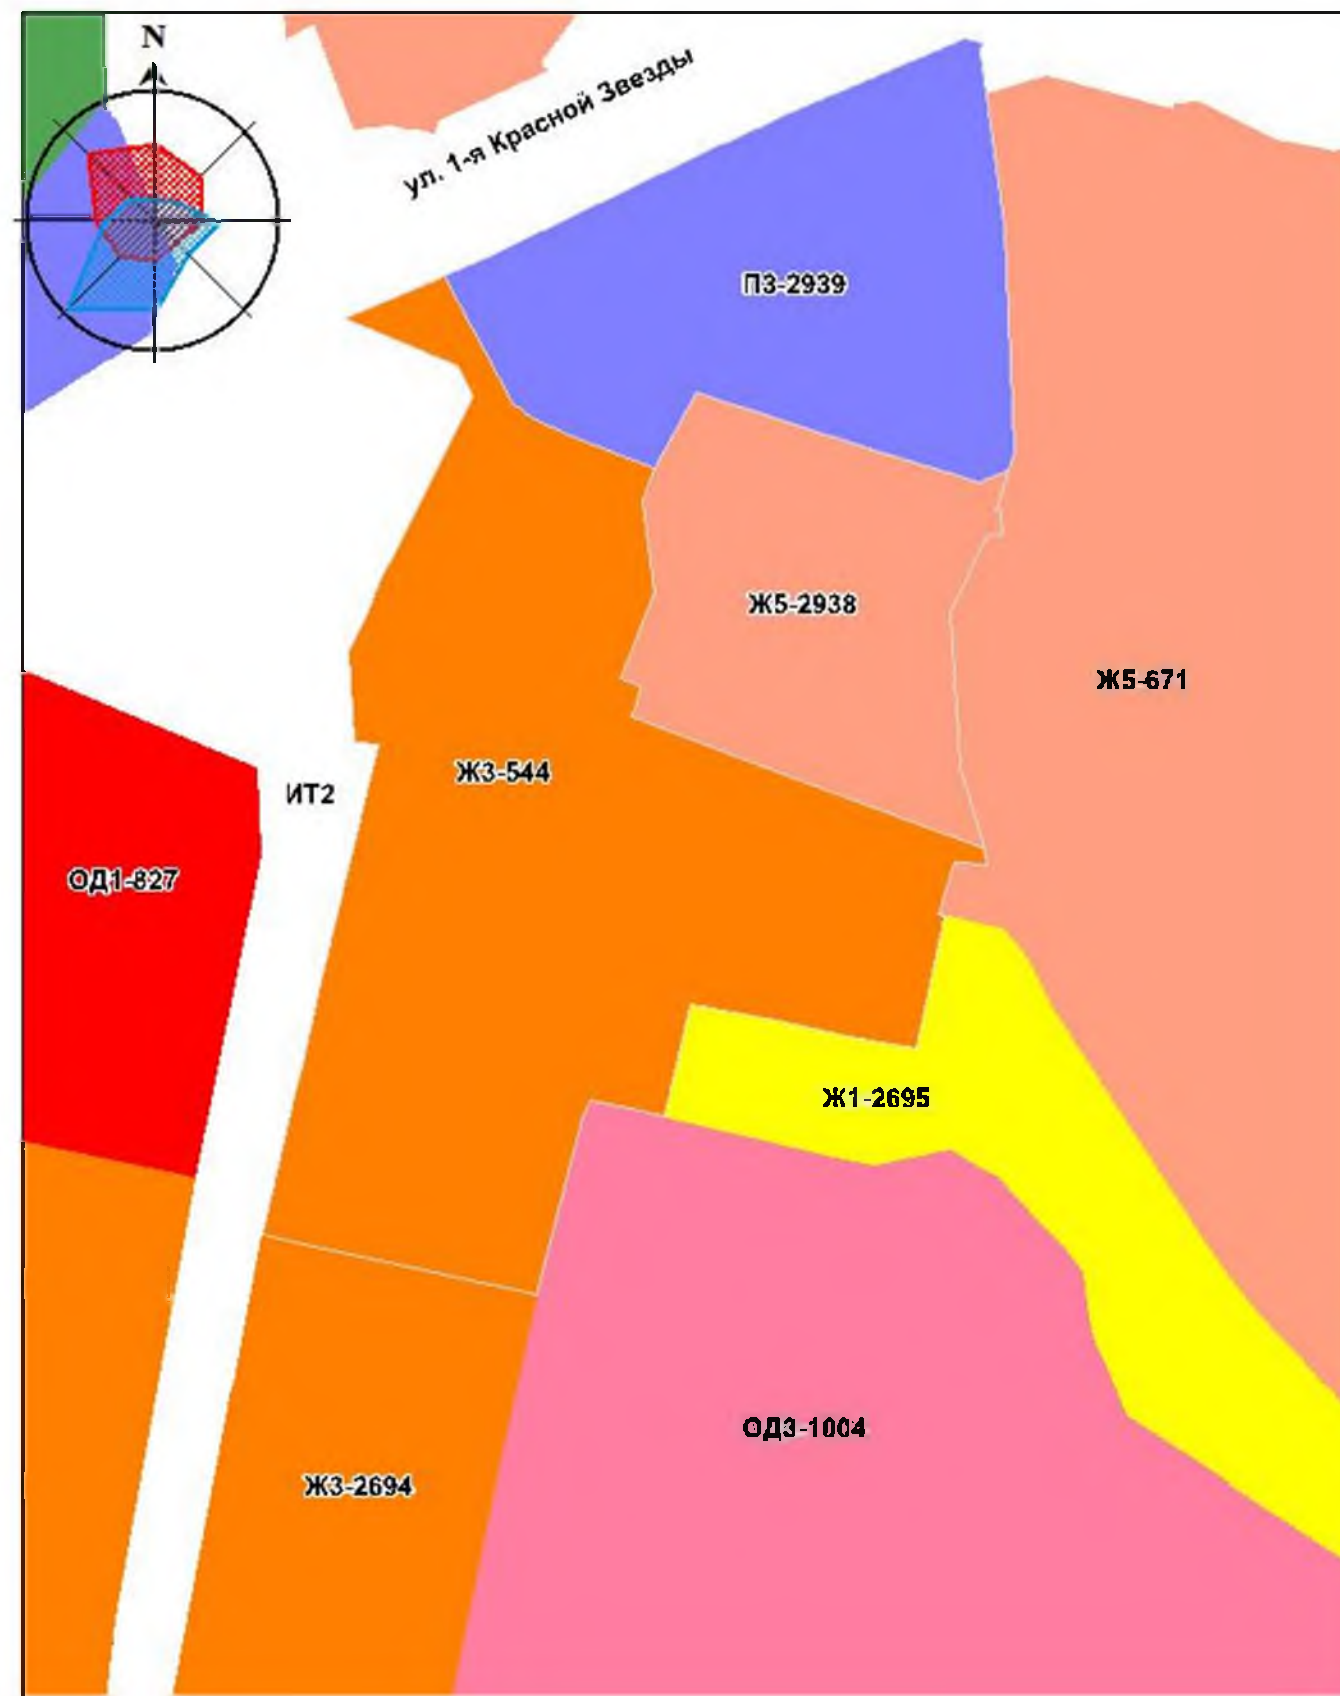 N
ул. 1-я Красной Звезды
П3-2939
Ж5-2938
Ж5-671
Ж3-544
ИТ2
ОД1-827
Ж1-2695
ОД3-1004
Ж3-2694